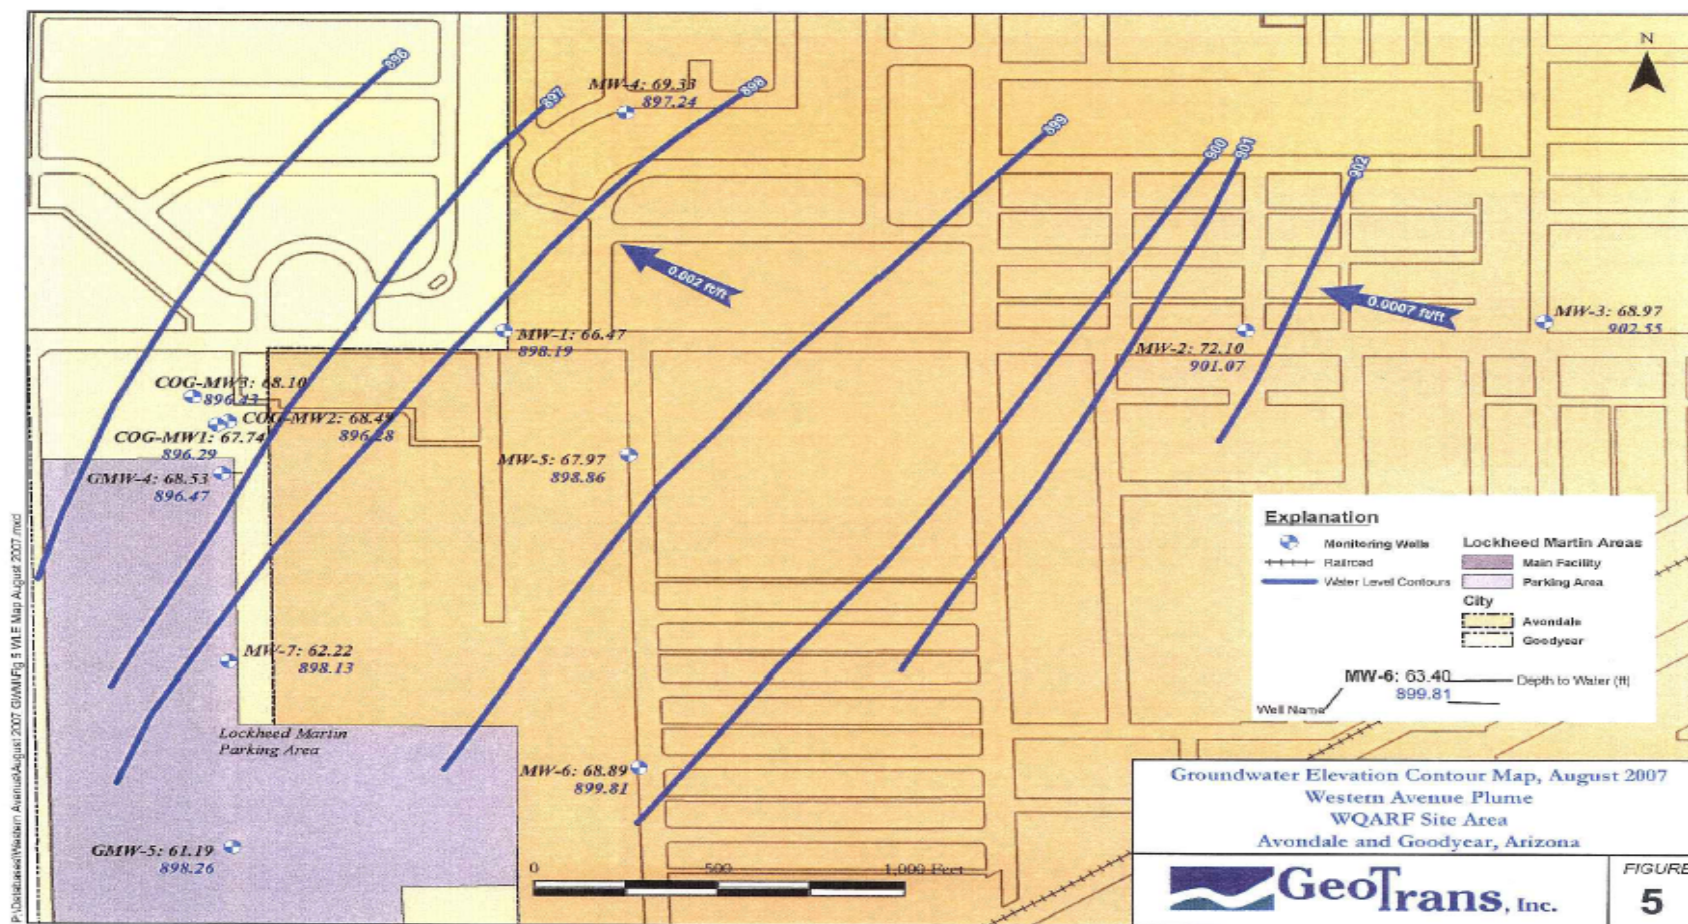 896
897
898
899
900
901
902
N
MW-4: 69.33
897.24
0.002 ft/ft
0.0007 ft/ft
MW-1: 66.47
898.19
MW-2: 72.10
901.07
MW-3: 68.97
902.55
COG-MW3: 68.10
896.43
COG-MW2: 68.49
896.28
COG-MW1: 67.74
896.29
GMW-4: 68.53
896.47
MW-5: 67.97
898.86
MW-7: 62.22
898.13
Lockheed Martin
Parking Area
MW-6: 68.89
899.81
GMW-5: 61.19
898.26
0 500 1,000 Feet
Explanation
Monitoring Wells
Railroad
Water Level Contours
Lockheed Martin Areas
Main Facility
Parking Area
City
Avondale
Goodyear
MW-6: 63.40
899.81
Depth to Water (ft)
Well Name
Groundwater Elevation Contour Map, August 2007
Western Avenue Plume
WQARF Site Area
Avondale and Goodyear, Arizona
GeoTrans, Inc.
FIGURE
5